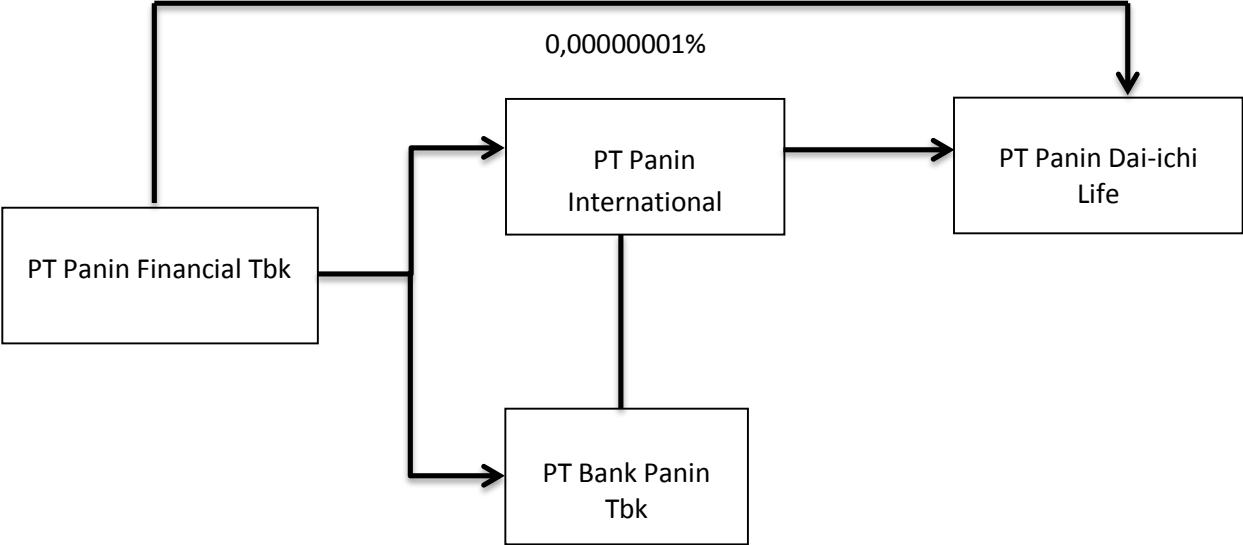 0,00000001%
PT Panin
International
PT Panin Dai-ichi
Life
PT Panin Financial Tbk
PT Bank Panin
Tbk